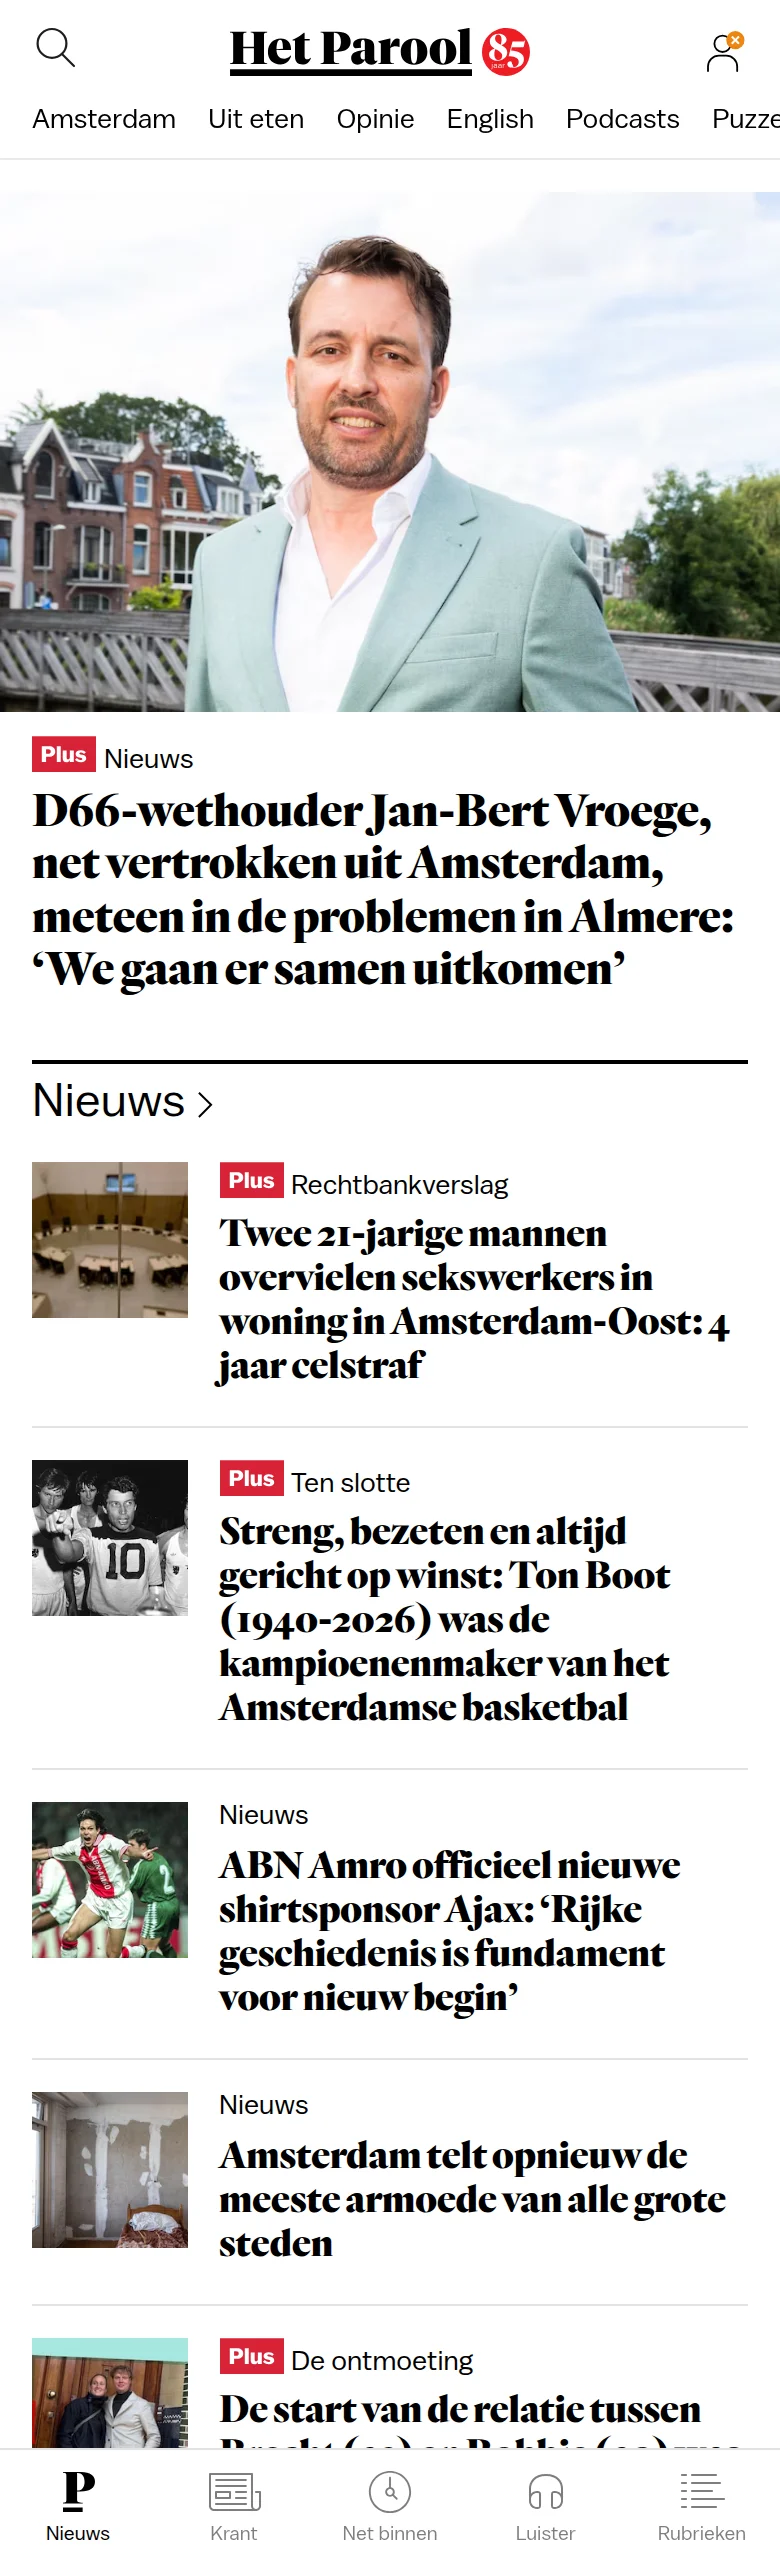 Het Parool 85 jaar
Amsterdam Uit eten Opinie English Podcasts Puzze
Plus Nieuws
D66-wethouder Jan-Bert Vroege,
net vertrokken uit Amsterdam,
meteen in de problemen in Almere:
‘We gaan er samen uitkomen’
Nieuws
Plus Rechtbankverslag
Twee 21-jarige mannen
overvielen sekswerkers in
woning in Amsterdam-Oost: 4
jaar celstraf
Plus Ten slotte
Streng, bezeten en altijd
gericht op winst: Ton Boot
(1940-2026) was de
kampioenenmaker van het
Amsterdamse basketbal
10
Nieuws
ABN Amro officieel nieuwe
shirtsponsor Ajax: ‘Rijke
geschiedenis is fundament
voor nieuw begin’
2
Nieuws
Amsterdam telt opnieuw de
meeste armoede van alle grote
steden
Plus De ontmoeting
De start van de relatie tussen
P
Nieuws Krant Net binnen Luister Rubrieken